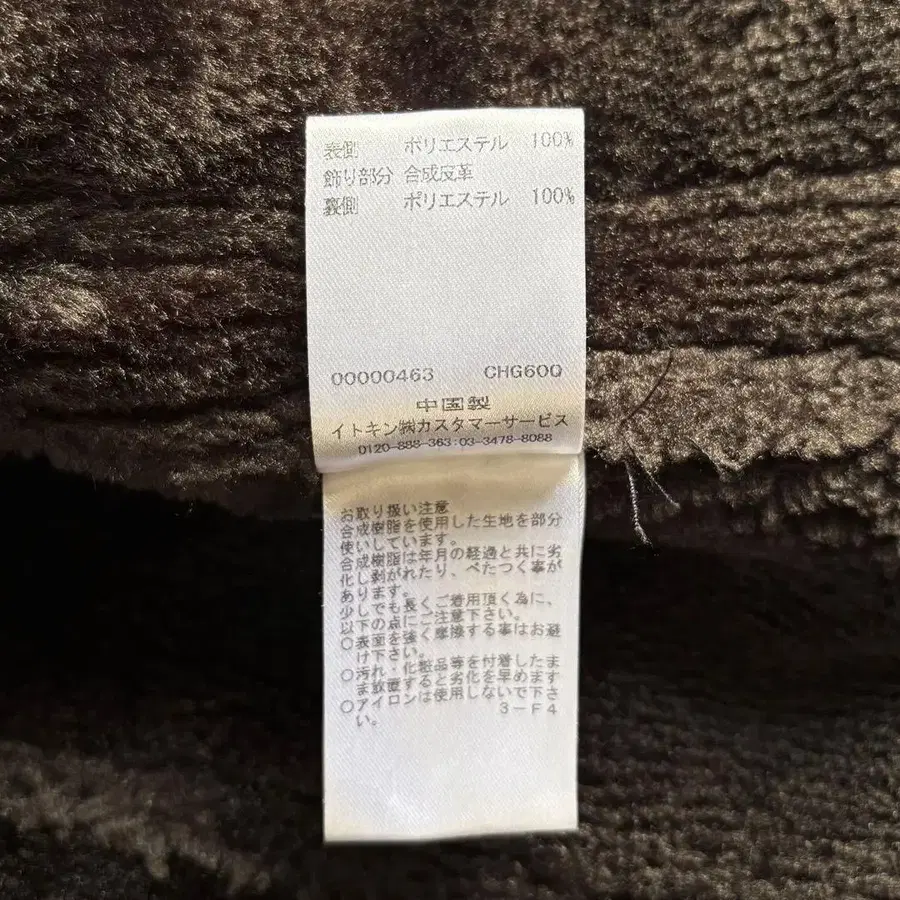 表側 ポリエステル 100%
飾り部分 合成皮革
裏側 ポリエステル 100%
00000463 CHG60Q
中国製
イトキン㈱カスタマーサービス
0120-888-363:03-3478-8088
お取り扱い注意
合成樹脂を使用した生地を部分
使いしています。
合成樹脂は年月の経過と共に劣
化し剥がれたり、べたつく事が
あります。
少しでも長くご着用頂く為に、
以下の点にご注意下さい。
○表面を強く摩擦する事はお避
け下さい。
○汚れ・化粧品等を付着したま
ま放置すると劣化を早めます
○アイロンは使用しないで下さ
い。 3-F4